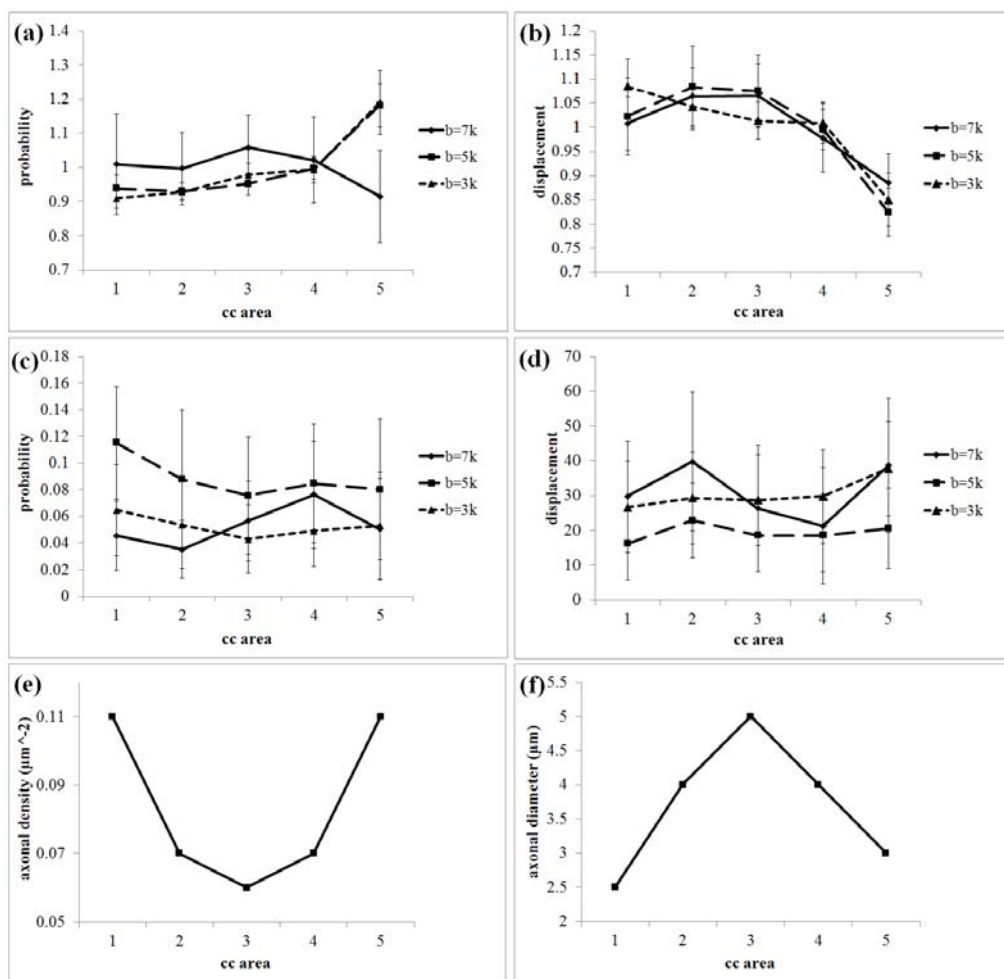 (a)
probability
1.4
1.3
1.2
1.1
1
0.9
0.8
0.7
1 2 3 4 5
cc area
b=7k
b=5k
b=3k
(b)
displacement
1.2
1.15
1.1
1.05
1
0.95
0.9
0.85
0.8
0.75
0.7
1 2 3 4 5
cc area
b=7k
b=5k
b=3k
(c)
probability
0.18
0.16
0.14
0.12
0.1
0.08
0.06
0.04
0.02
0
1 2 3 4 5
cc area
b=7k
b=5k
b=3k
(d)
displacement
70
60
50
40
30
20
10
0
1 2 3 4 5
cc area
b=7k
b=5k
b=3k
(e)
axonal density (µm^-2)
0.11
0.09
0.07
0.05
1 2 3 4 5
cc area
(f)
axonal diameter (µm)
5.5
5
4.5
4
3.5
3
2.5
2
1 2 3 4 5
cc area